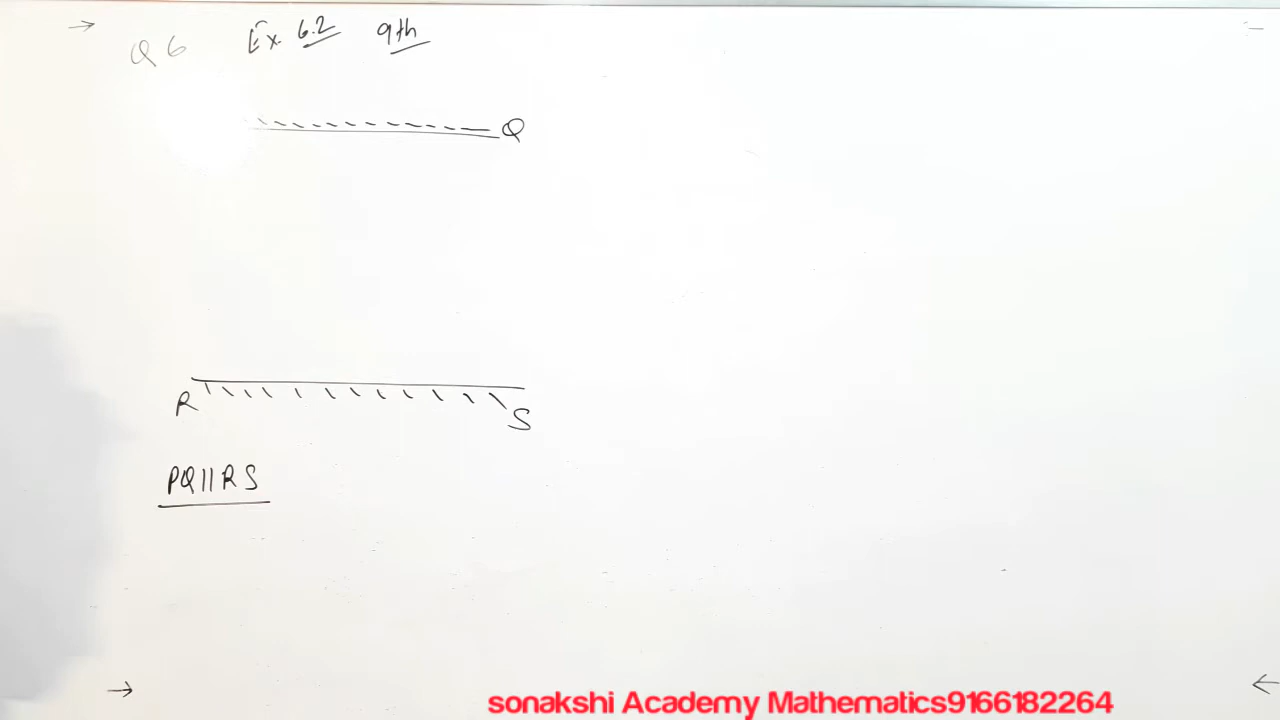 → Q6 Ex. 6.2 9th
Q
R
S
PQ || RS
→ ←
sonakshi Academy Mathematics9166182264